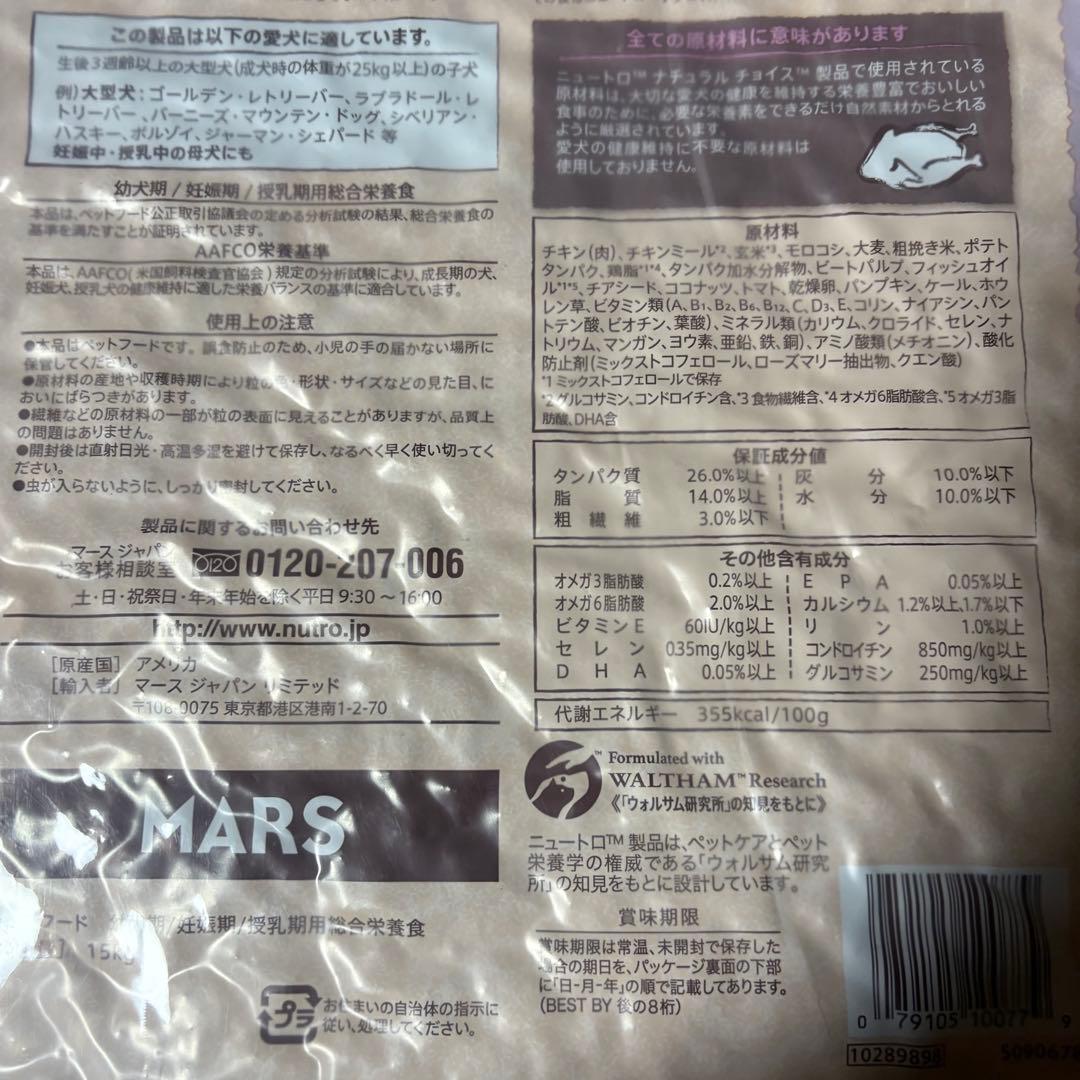 この製品は以下の愛犬に適しています。
生後3週齢以上の大型犬(成犬時の体重が25kg以上)の子犬
例)大型犬:ゴールデン・レトリーバー、ラブラドール・レ
トリーバー、バーニーズ・マウンテン・ドッグ、シベリアン・
ハスキー、ボルゾイ、ジャーマン・シェパード 等
妊娠中・授乳中の母犬にも
幼犬期/妊娠期/授乳期用総合栄養食
本品は、ペットフード公正取引協議会の定める分析試験の結果、総合栄養食の
基準を満たすことが証明されています。
AAFCO栄養基準
本品は、AAFCO(米国飼料検査官協会)規定の分析試験により、成長期の犬、
妊娠犬、授乳犬の健康維持に適した栄養バランスの基準に適合しています。
使用上の注意
●本品はペットフードです。誤食防止のため、小児の手の届かない場所に
保管してください。
●原材料の産地や収穫時期により粒の色・形状・サイズなどの見た目、に
おいにばらつきがあります。
●繊維などの原材料の一部が粒の表面に見えることがありますが、品質上
の問題はありません。
●開封後は直射日光・高温多湿を避けて保存し、なるべく早く使い切ってく
ださい。
●虫が入らないように、しっかり密封してください。
製品に関するお問い合わせ先
マース ジャパン
お客様相談室 0120-207-006
土・日・祝祭日・年末年始を除く平日9:30〜16:00
http://www.nutro.jp
[原産国] アメリカ
[輸入者] マース ジャパン リミテッド
〒108-0075 東京都港区港南1-2-70
MARS
フード 幼犬期/妊娠期/授乳期用総合栄養食
15kg
プラ
お住まいの自治体の指示に
従い、処理してください。
全ての原材料に意味があります
ニュートロ™ ナチュラル チョイス™ 製品で使用されている
原材料は、大切な愛犬の健康を維持する栄養豊富でおいしい
食事のために、必要な栄養素をできるだけ自然素材からとれる
ように厳選されています。
愛犬の健康維持に不要な原材料は
使用しておりません。
原材料
チキン(肉)、チキンミール*2、玄米*3、モロコシ、大麦、粗挽き米、ポテト
タンパク、鶏脂*1*4、タンパク加水分解物、ビートパルプ、フィッシュオイ
ル*1*5、チアシード、ココナッツ、トマト、乾燥卵、パンプキン、ケール、ホウ
レン草、ビタミン類(A、B1、B2、B6、B12、C、D3、E、コリン、ナイアシン、パン
トテン酸、ビオチン、葉酸)、ミネラル類(カリウム、クロライド、セレン、ナ
トリウム、マンガン、ヨウ素、亜鉛、鉄、銅)、アミノ酸類(メチオニン)、酸化
防止剤(ミックストコフェロール、ローズマリー抽出物、クエン酸)
*1 ミックストコフェロールで保存
*2 グルコサミン、コンドロイチン含、*3 食物繊維含、*4 オメガ6脂肪酸含、*5 オメガ3脂
肪酸、DHA含
保証成分値
タンパク質 26.0%以上 灰分 10.0%以下
脂質 14.0%以上 水分 10.0%以下
粗繊維 3.0%以下
その他含有成分
オメガ3脂肪酸 0.2%以上 EPA 0.05%以上
オメガ6脂肪酸 2.0%以上 カルシウム 1.2%以上、1.7%以下
ビタミンE 60IU/kg以上 リン 1.0%以上
セレン 0.35mg/kg以上 コンドロイチン 850mg/kg以上
DHA 0.05%以上 グルコサミン 250mg/kg以上
代謝エネルギー 355kcal/100g
Formulated with
WALTHAM™ Research
《「ウォルサム研究所」の知見をもとに》
ニュートロ™ 製品は、ペットケアとペット
栄養学の権威である「ウォルサム研究
所」の知見をもとに設計しています。
賞味期限
賞味期限は常温、未開封で保存した
場合の期日を、パッケージ裏面の下部
に「日-月-年」の順で記載してあります。
(BEST BY 後の8桁)
0 79105 10077 9
10289898
5090678